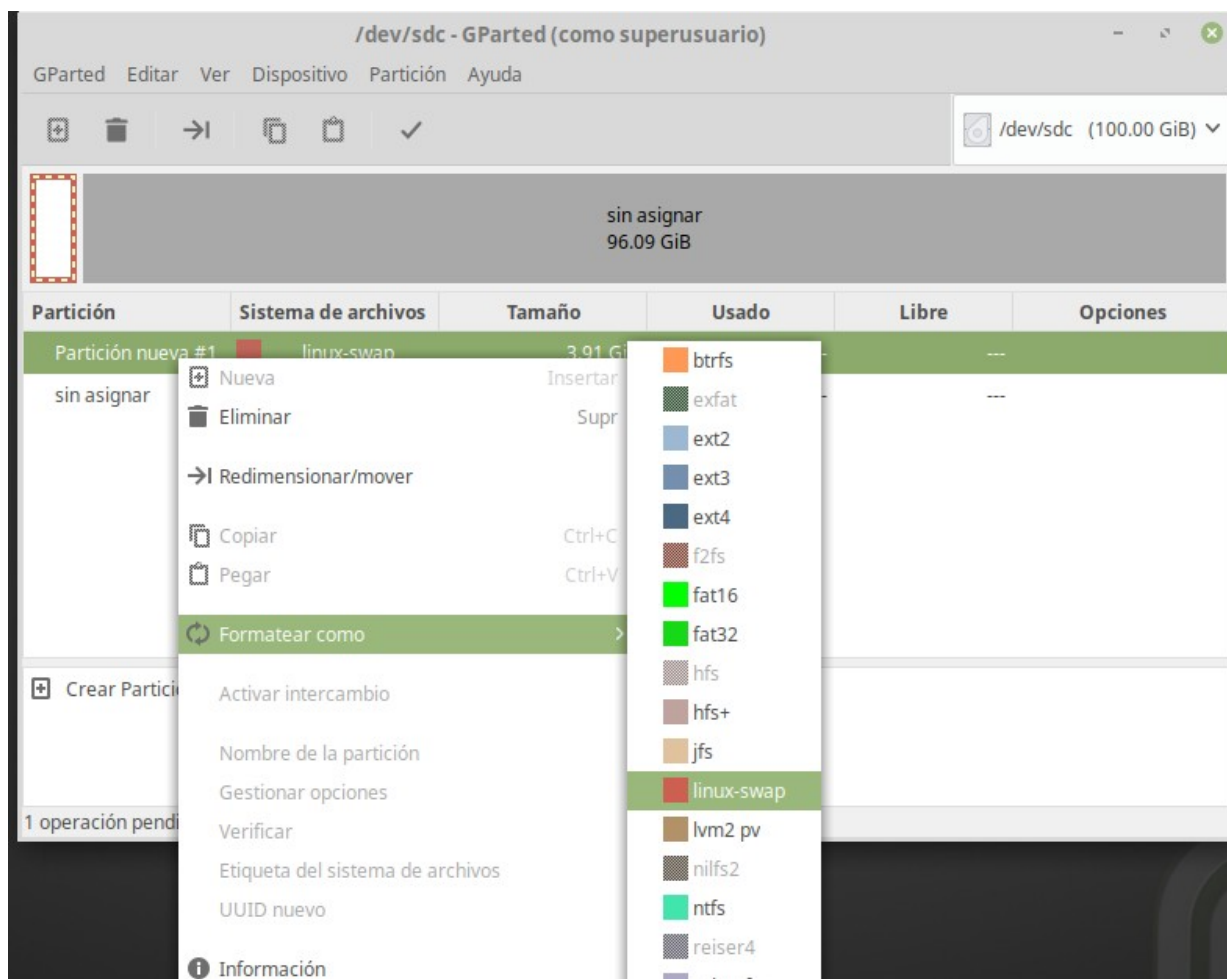 /dev/sdc - GParted (como superusuario)
GParted Editar Ver Dispositivo Partición Ayuda
/dev/sdc (100.00 GiB)
sin asignar
96.09 GiB
Partición Sistema de archivos Tamaño Usado Libre Opciones
Partición nueva #1 linux-swap 3.91 Gi ---
sin asignar ---
Nueva Insertar
Eliminar Supr
Redimensionar/mover
Copiar Ctrl+C
Pegar Ctrl+V
Formatear como
Activar intercambio
Nombre de la partición
Gestionar opciones
Verificar
Etiqueta del sistema de archivos
UUID nuevo
Información
btrfs
exfat
ext2
ext3
ext4
f2fs
fat16
fat32
hfs
hfs+
jfs
linux-swap
lvm2 pv
nilfs2
ntfs
reiser4
Crear Partici
1 operación pendi